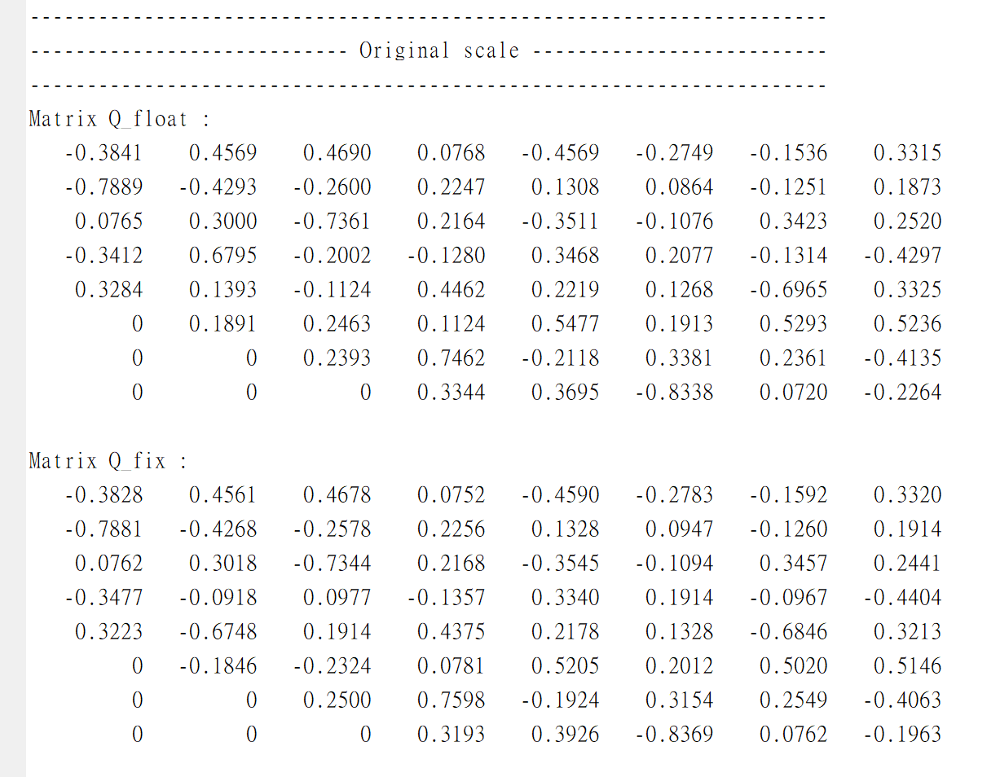 ----------------------------------------------------------------------
---------------------------- Original scale --------------------------
----------------------------------------------------------------------
Matrix Q_float :
-0.3841 0.4569 0.4690 0.0768 -0.4569 -0.2749 -0.1536 0.3315
-0.7889 -0.4293 -0.2600 0.2247 0.1308 0.0864 -0.1251 0.1873
0.0765 0.3000 -0.7361 0.2164 -0.3511 -0.1076 0.3423 0.2520
-0.3412 0.6795 -0.2002 -0.1280 0.3468 0.2077 -0.1314 -0.4297
0.3284 0.1393 -0.1124 0.4462 0.2219 0.1268 -0.6965 0.3325
0 0.1891 0.2463 0.1124 0.5477 0.1913 0.5293 0.5236
0 0 0.2393 0.7462 -0.2118 0.3381 0.2361 -0.4135
0 0 0 0.3344 0.3695 -0.8338 0.0720 -0.2264
Matrix Q_fix :
-0.3828 0.4561 0.4678 0.0752 -0.4590 -0.2783 -0.1592 0.3320
-0.7881 -0.4268 -0.2578 0.2256 0.1328 0.0947 -0.1260 0.1914
0.0762 0.3018 -0.7344 0.2168 -0.3545 -0.1094 0.3457 0.2441
-0.3477 -0.0918 0.0977 -0.1357 0.3340 0.1914 -0.0967 -0.4404
0.3223 -0.6748 0.1914 0.4375 0.2178 0.1328 -0.6846 0.3213
0 -0.1846 -0.2324 0.0781 0.5205 0.2012 0.5020 0.5146
0 0 0.2500 0.7598 -0.1924 0.3154 0.2549 -0.4063
0 0 0 0.3193 0.3926 -0.8369 0.0762 -0.1963